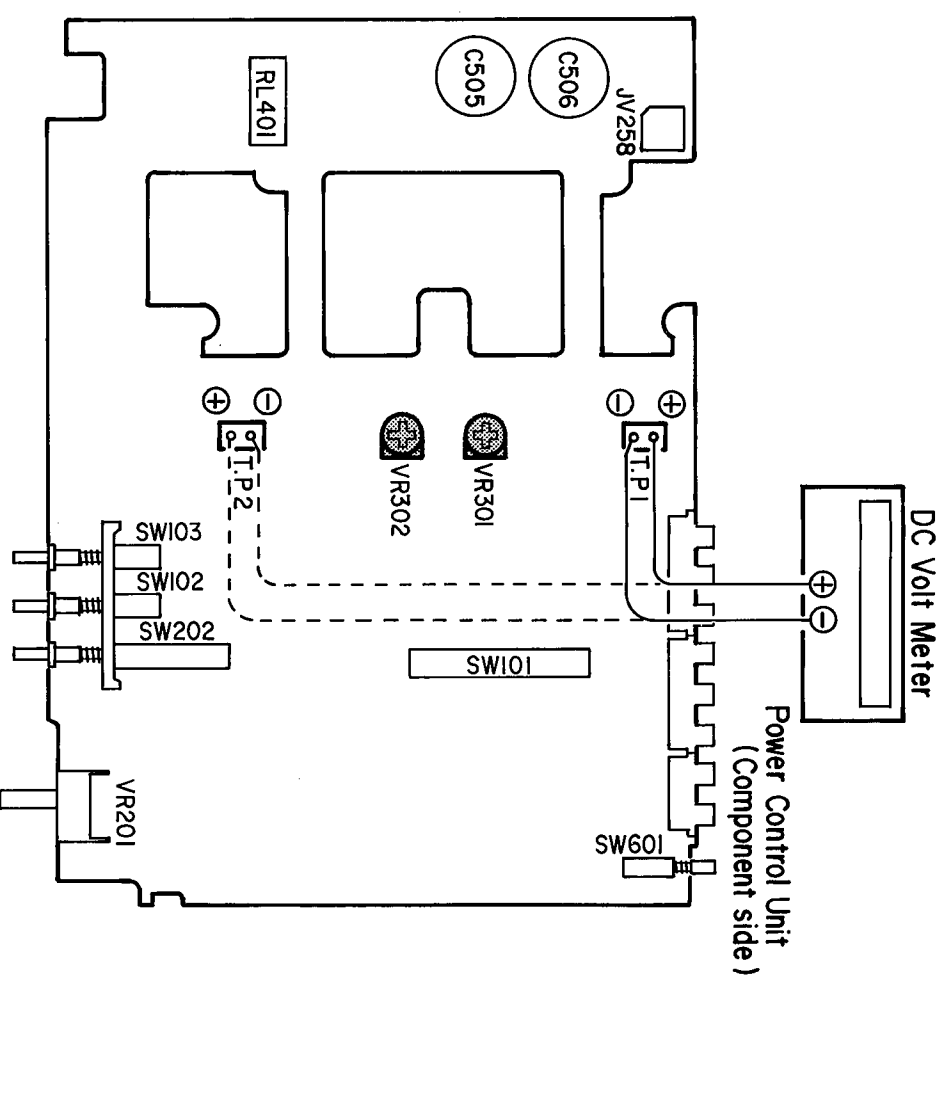 DC Volt Meter
⊕
⊖
Power Control Unit
(Component side)
C505
C506
JV258
RL401
⊕ ⊖
T.P2
VR302
VR301
⊖ ⊕
T.P1
SW103
SW102
SW202
SW101
VR201
SW601